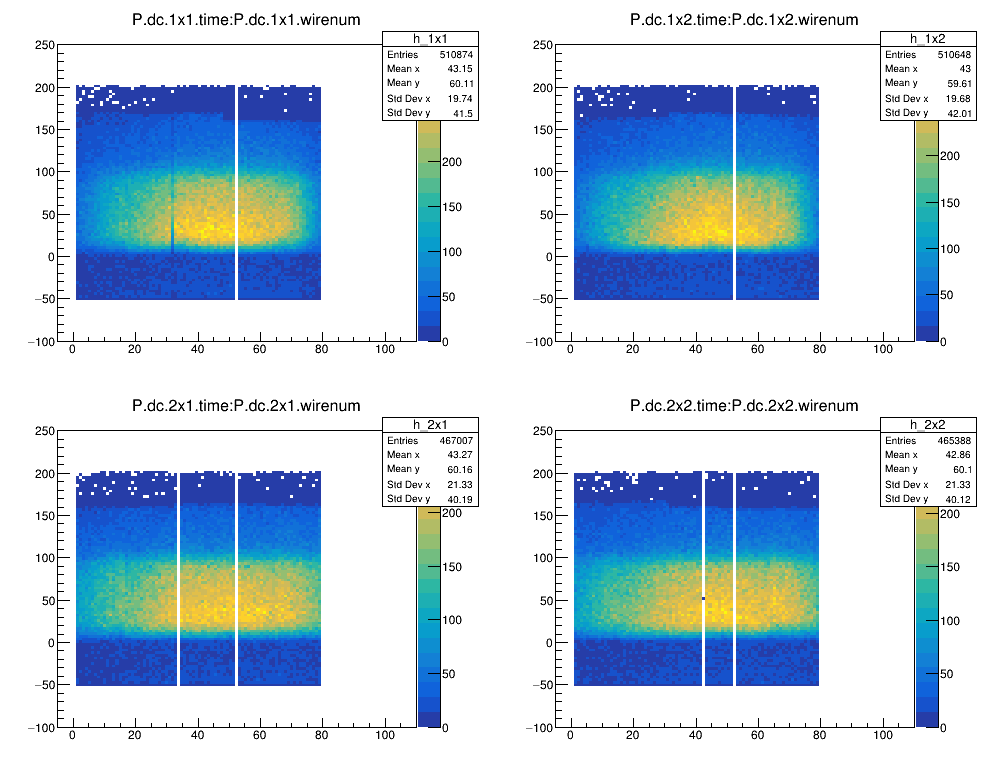 P.dc.1x1.time:P.dc.1x1.wirenum
h_1x1
Entries 510874
Mean x 43.15
Mean y 60.11
Std Dev x 19.74
Std Dev y 41.5
250
200
150
100
50
0
−50
−100
0 20 40 60 80 100
200
150
100
50
0
P.dc.1x2.time:P.dc.1x2.wirenum
h_1x2
Entries 510648
Mean x 43
Mean y 59.61
Std Dev x 19.68
Std Dev y 42.01
250
200
150
100
50
0
−50
−100
0 20 40 60 80 100
200
150
100
50
0
P.dc.2x1.time:P.dc.2x1.wirenum
h_2x1
Entries 467007
Mean x 43.27
Mean y 60.16
Std Dev x 21.33
Std Dev y 40.19
250
200
150
100
50
0
−50
−100
0 20 40 60 80 100
200
150
100
50
0
P.dc.2x2.time:P.dc.2x2.wirenum
h_2x2
Entries 465388
Mean x 42.86
Mean y 60.1
Std Dev x 21.33
Std Dev y 40.12
250
200
150
100
50
0
−50
−100
0 20 40 60 80 100
200
150
100
50
0